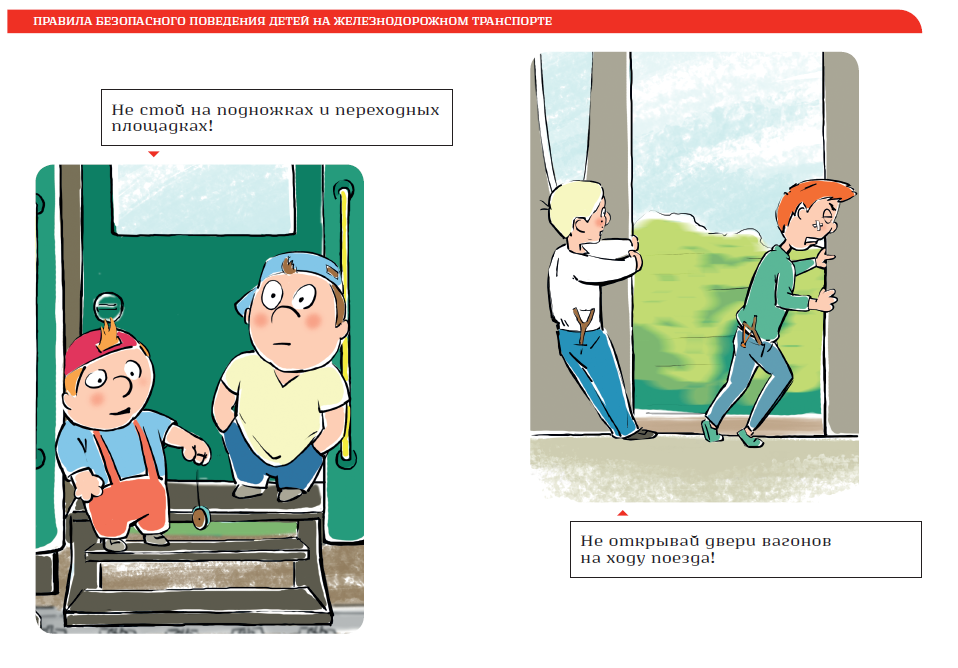 ПРАВИЛА БЕЗОПАСНОГО ПОВЕДЕНИЯ ДЕТЕЙ НА ЖЕЛЕЗНОДОРОЖНОМ ТРАНСПОРТЕ
Не стой на подножках и переходных
площадках!
Не открывай двери вагонов
на ходу поезда!